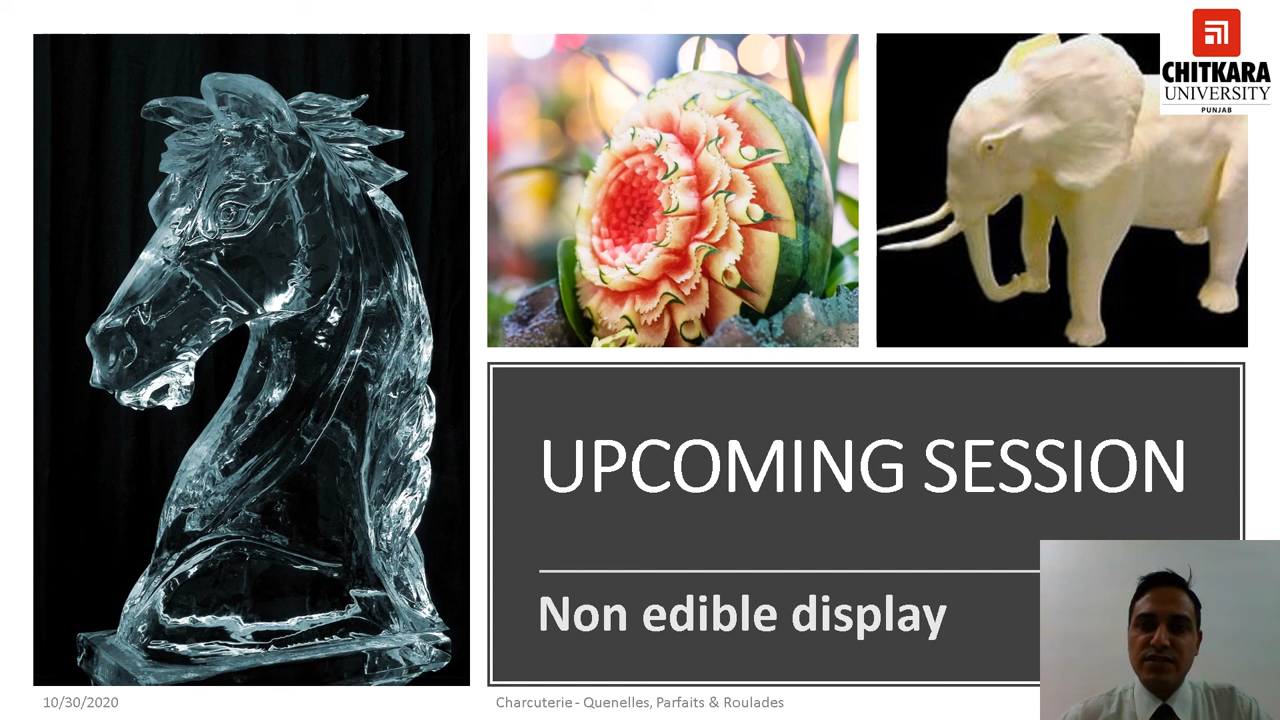 CHITKARA
UNIVERSITY
PUNJAB
UPCOMING SESSION
Non edible display
10/30/2020
Charcuterie - Quenelles, Parfaits & Roulades